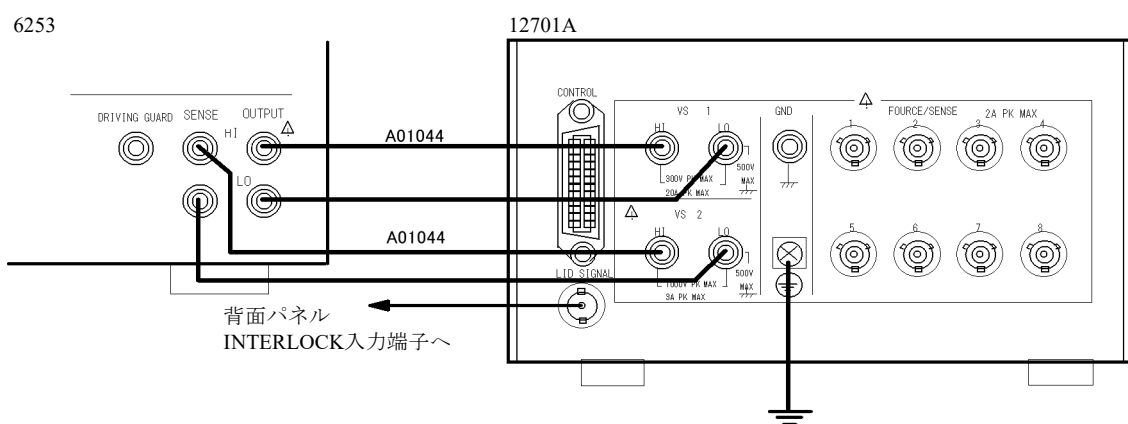 6253
12701A
DRIVING GUARD
SENSE
OUTPUT
HI
LO
A01044
A01044
CONTROL
VS 1
HI
LO
300V PK MAX
20A PK MAX
500V
MAX
VS 2
HI
LO
1000V PK MAX
3A PK MAX
500V
MAX
GND
FOURCE/SENSE
2A PK MAX
1
2
3
4
5
6
7
8
LID SIGNAL
背面パネル
INTERLOCK入力端子へ